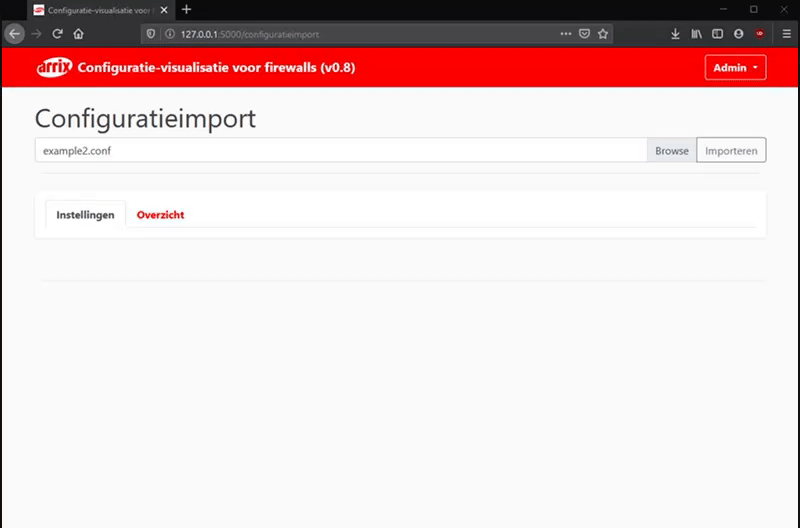 Configuratie-visualisatie voor f
127.0.0.1:5000/configuratieimport
arrix Configuratie-visualisatie voor firewalls (v0.8)
Admin
Configuratieimport
example2.conf
Browse
Importeren
Instellingen
Overzicht